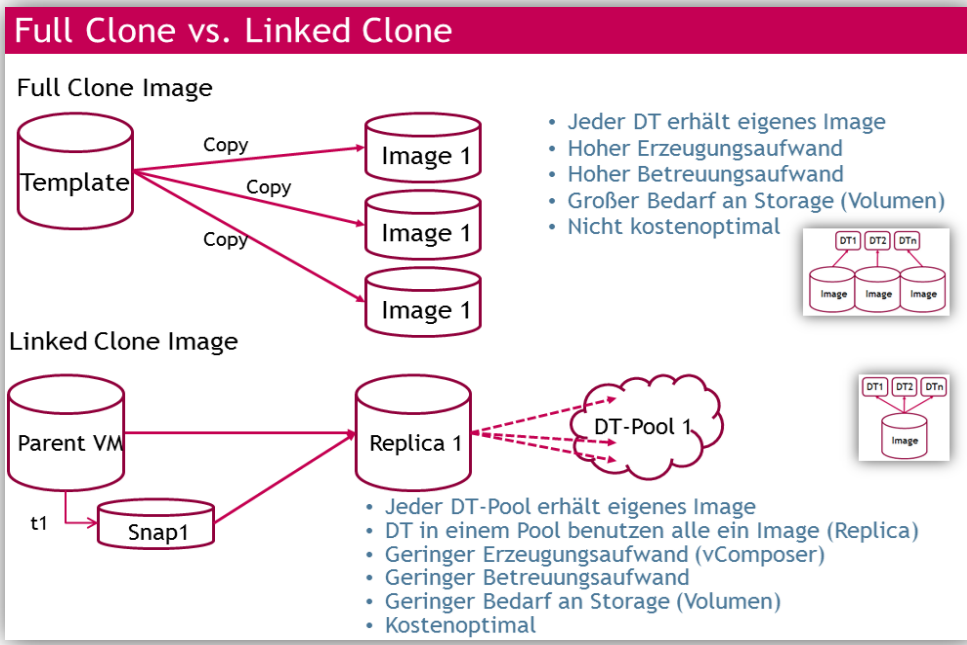 Full Clone vs. Linked Clone
Full Clone Image
Template
Copy
Copy
Copy
Image 1
Image 1
Image 1
• Jeder DT erhält eigenes Image
• Hoher Erzeugungsaufwand
• Hoher Betreuungsaufwand
• Großer Bedarf an Storage (Volumen)
• Nicht kostenoptimal
DT1 DT2 DTn
Image Image Image
Linked Clone Image
Parent VM
t1
Snap1
Replica 1
DT-Pool 1
DT1 DT2 DTn
Image
• Jeder DT-Pool erhält eigenes Image
• DT in einem Pool benutzen alle ein Image (Replica)
• Geringer Erzeugungsaufwand (vComposer)
• Geringer Betreuungsaufwand
• Geringer Bedarf an Storage (Volumen)
• Kostenoptimal